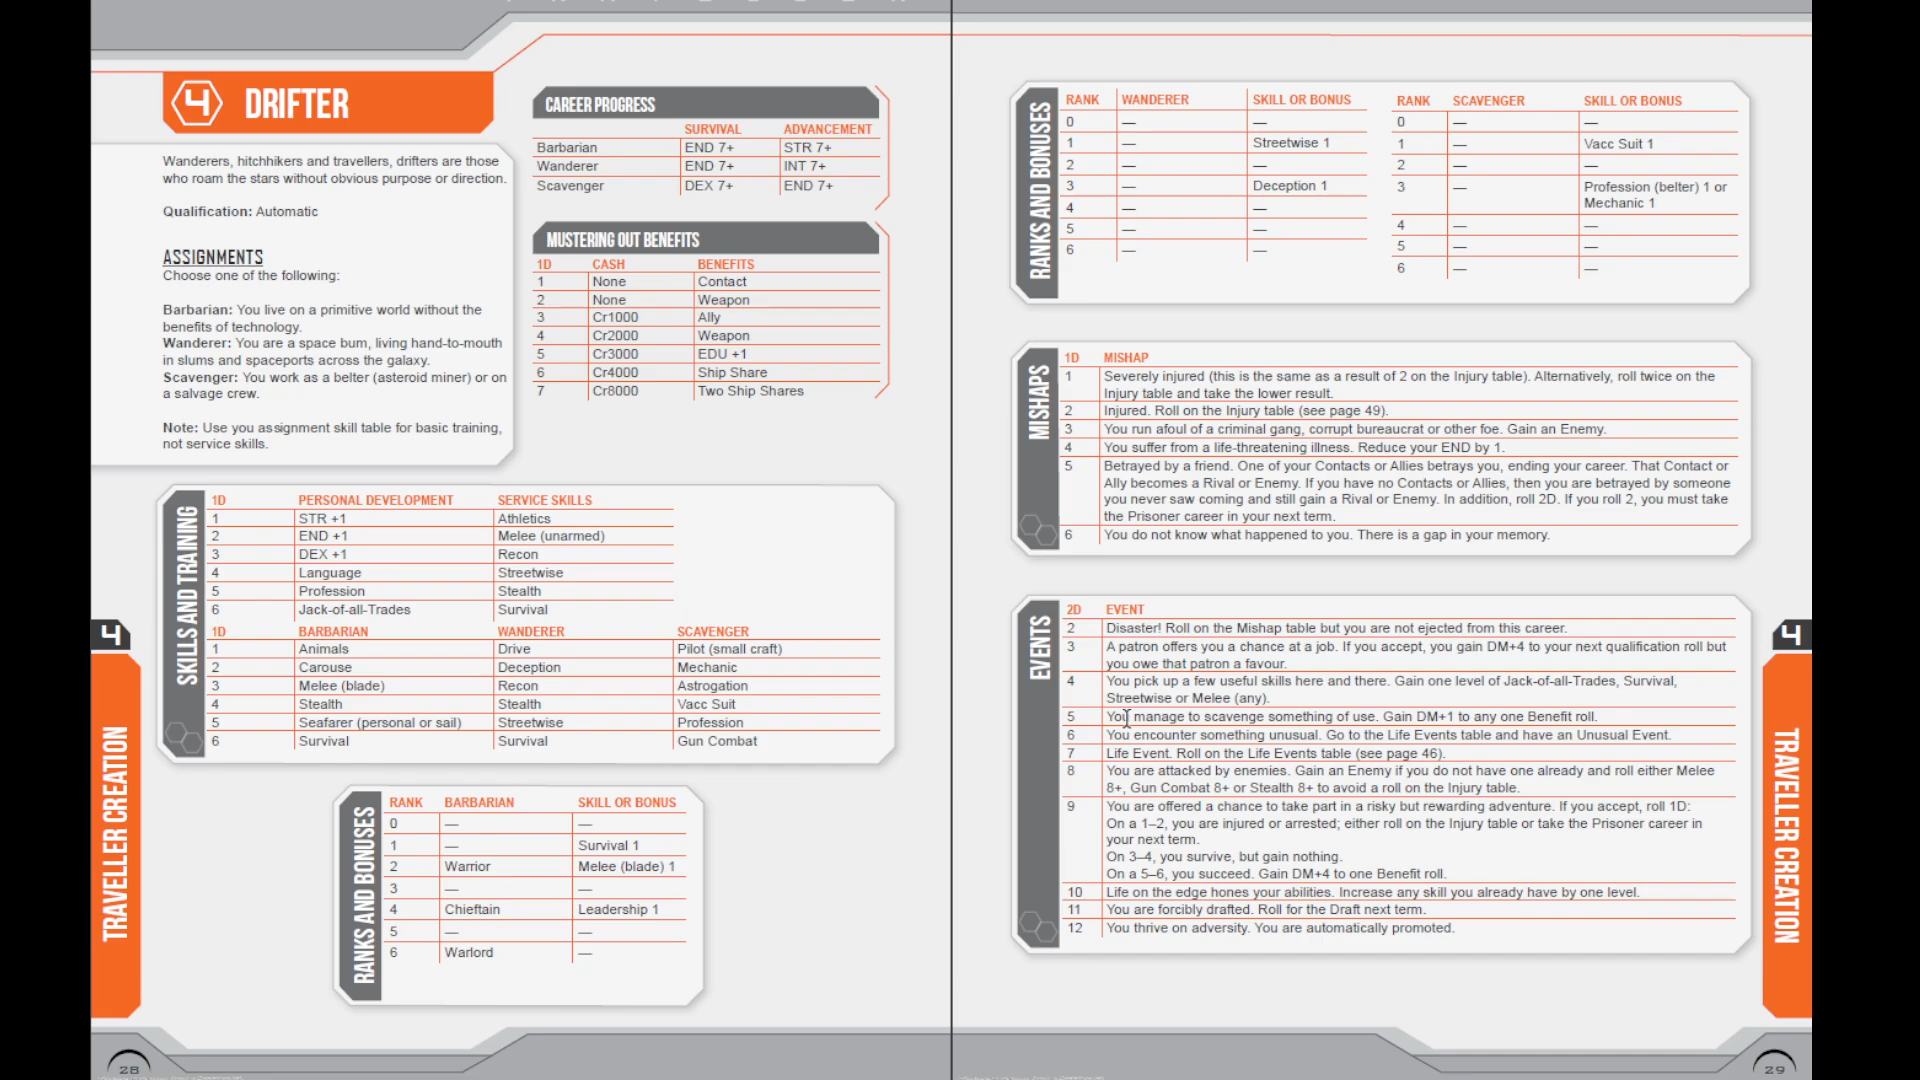 4 DRIFTER
Wanderers, hitchhikers and travellers, drifters are those
who roam the stars without obvious purpose or direction.
Qualification: Automatic
ASSIGNMENTS
Choose one of the following:
Barbarian: You live on a primitive world without the
benefits of technology.
Wanderer: You are a space bum, living hand-to-mouth
in slums and spaceports across the galaxy.
Scavenger: You work as a belter (asteroid miner) or on
a salvage crew.
Note: Use you assignment skill table for basic training,
not service skills.
CAREER PROGRESS
SURVIVAL ADVANCEMENT
Barbarian END 7+ STR 7+
Wanderer END 7+ INT 7+
Scavenger DEX 7+ END 7+
MUSTERING OUT BENEFITS
1D CASH BENEFITS
1 None Contact
2 None Weapon
3 Cr1000 Ally
4 Cr2000 Weapon
5 Cr3000 EDU +1
6 Cr4000 Ship Share
7 Cr8000 Two Ship Shares
SKILLS AND TRAINING
1D PERSONAL DEVELOPMENT SERVICE SKILLS
1 STR +1 Athletics
2 END +1 Melee (unarmed)
3 DEX +1 Recon
4 Language Streetwise
5 Profession Stealth
6 Jack-of-all-Trades Survival
1D BARBARIAN WANDERER SCAVENGER
1 Animals Drive Pilot (small craft)
2 Carouse Deception Mechanic
3 Melee (blade) Recon Astrogation
4 Stealth Stealth Vacc Suit
5 Seafarer (personal or sail) Streetwise Profession
6 Survival Survival Gun Combat
RANKS AND BONUSES
RANK BARBARIAN SKILL OR BONUS
0 — —
1 — Survival 1
2 Warrior Melee (blade) 1
3 — —
4 Chieftain Leadership 1
5 — —
6 Warlord —
4
TRAVELLER CREATION
28
RANKS AND BONUSES
RANK WANDERER SKILL OR BONUS
0 — —
1 — Streetwise 1
2 — —
3 — Deception 1
4 — —
5 — —
6 — —
RANK SCAVENGER SKILL OR BONUS
0 — —
1 — Vacc Suit 1
2 — —
3 — Profession (belter) 1 or
Mechanic 1
4 — —
5 — —
6 — —
MISHAPS
1D MISHAP
1 Severely injured (this is the same as a result of 2 on the Injury table). Alternatively, roll twice on the
Injury table and take the lower result.
2 Injured. Roll on the Injury table (see page 49).
3 You run afoul of a criminal gang, corrupt bureaucrat or other foe. Gain an Enemy.
4 You suffer from a life-threatening illness. Reduce your END by 1.
5 Betrayed by a friend. One of your Contacts or Allies betrays you, ending your career. That Contact or
Ally becomes a Rival or Enemy. If you have no Contacts or Allies, then you are betrayed by someone
you never saw coming and still gain a Rival or Enemy. In addition, roll 2D. If you roll 2, you must take
the Prisoner career in your next term.
6 You do not know what happened to you. There is a gap in your memory.
EVENTS
2D EVENT
2 Disaster! Roll on the Mishap table but you are not ejected from this career.
3 A patron offers you a chance at a job. If you accept, you gain DM+4 to your next qualification roll but
you owe that patron a favour.
4 You pick up a few useful skills here and there. Gain one level of Jack-of-all-Trades, Survival,
Streetwise or Melee (any).
5 You manage to scavenge something of use. Gain DM+1 to any one Benefit roll.
6 You encounter something unusual. Go to the Life Events table and have an Unusual Event.
7 Life Event. Roll on the Life Events table (see page 46).
8 You are attacked by enemies. Gain an Enemy if you do not have one already and roll either Melee
8+, Gun Combat 8+ or Stealth 8+ to avoid a roll on the Injury table.
9 You are offered a chance to take part in a risky but rewarding adventure. If you accept, roll 1D:
On a 1–2, you are injured or arrested; either roll on the Injury table or take the Prisoner career in
your next term.
On 3–4, you survive, but gain nothing.
On a 5–6, you succeed. Gain DM+4 to one Benefit roll.
10 Life on the edge hones your abilities. Increase any skill you already have by one level.
11 You are forcibly drafted. Roll for the Draft next term.
12 You thrive on adversity. You are automatically promoted.
4
TRAVELLER CREATION
29